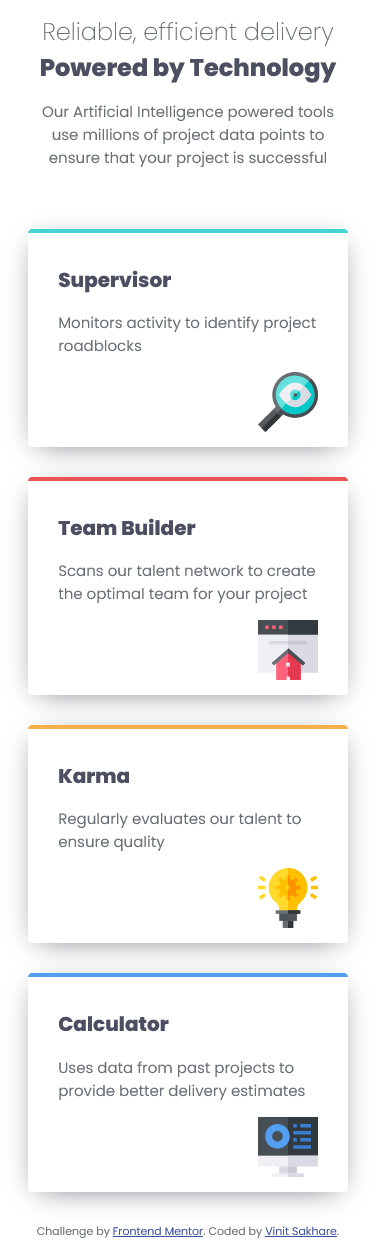 Reliable, efficient delivery
Powered by Technology
Our Artificial Intelligence powered tools
use millions of project data points to
ensure that your project is successful
Supervisor
Monitors activity to identify project
roadblocks
Team Builder
Scans our talent network to create
the optimal team for your project
Karma
Regularly evaluates our talent to
ensure quality
Calculator
Uses data from past projects to
provide better delivery estimates
Challenge by Frontend Mentor. Coded by Vinit Sakhare.